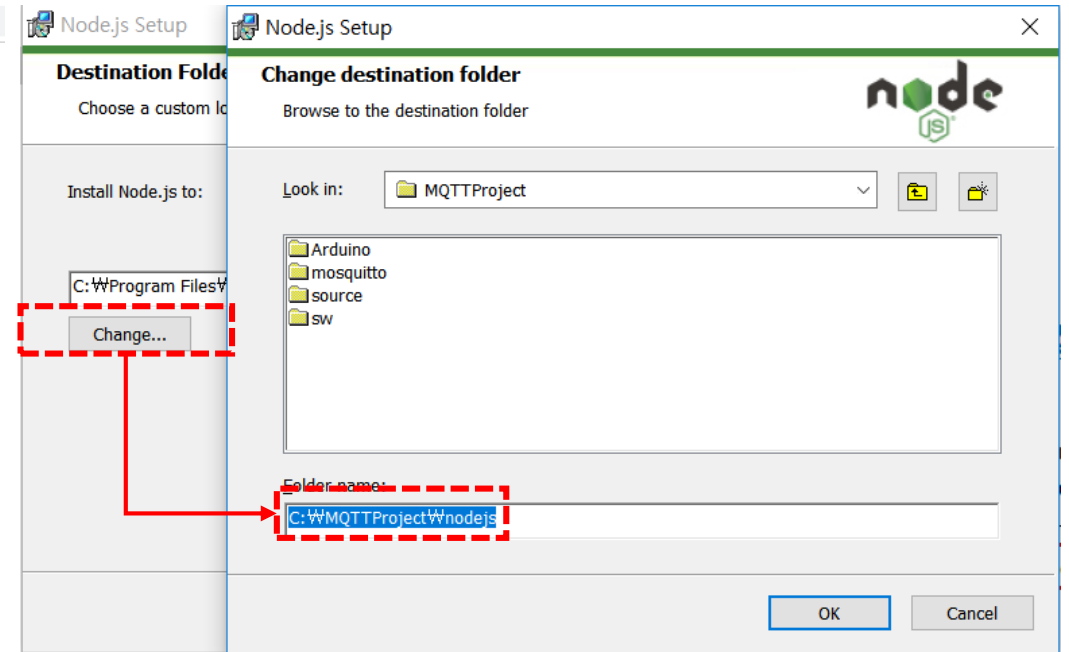 Node.js Setup
Destination Folde
Choose a custom lo
Install Node.js to:
C:₩Program Files₩
Change...
Node.js Setup
Change destination folder
Browse to the destination folder
node
JS
Look in:
MQTTProject
Arduino
mosquitto
source
sw
Folder name:
C:₩MQTTProject₩nodejs
OK
Cancel